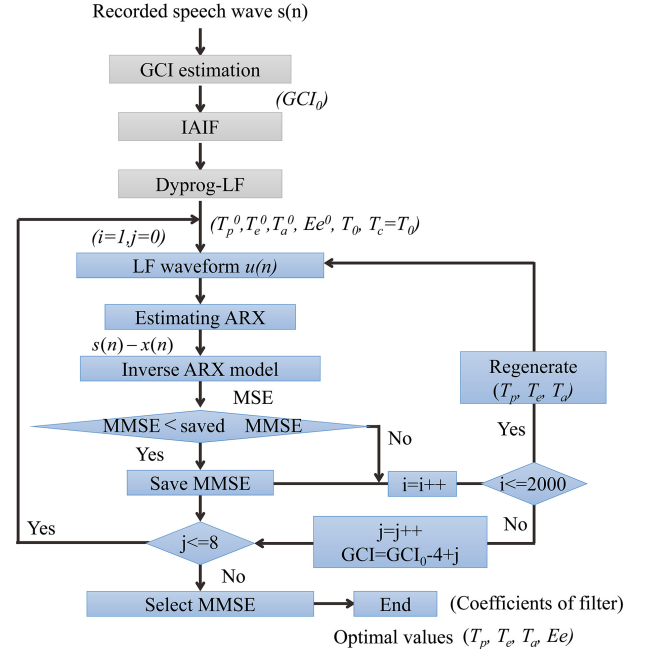 Recorded speech wave s(n)
GCI estimation
(GCI₀)
IAIF
Dyprog-LF
(Tₚ⁰,Tₑ⁰,Tₐ⁰, Ee⁰, T₀, T_c=T₀)
(i=1,j=0)
LF waveform u(n)
Estimating ARX
s(n) − x(n)
Inverse ARX model
Regenerate
(Tₚ, Tₑ, Tₐ)
MSE
MMSE < saved MMSE
No
Yes
Yes
Save MMSE
i=i++
i<=2000
No
Yes
j<=8
j=j++
GCI=GCI₀-4+j
No
Select MMSE
End
(Coefficients of filter)
Optimal values (Tₚ, Tₑ, Tₐ, Ee)